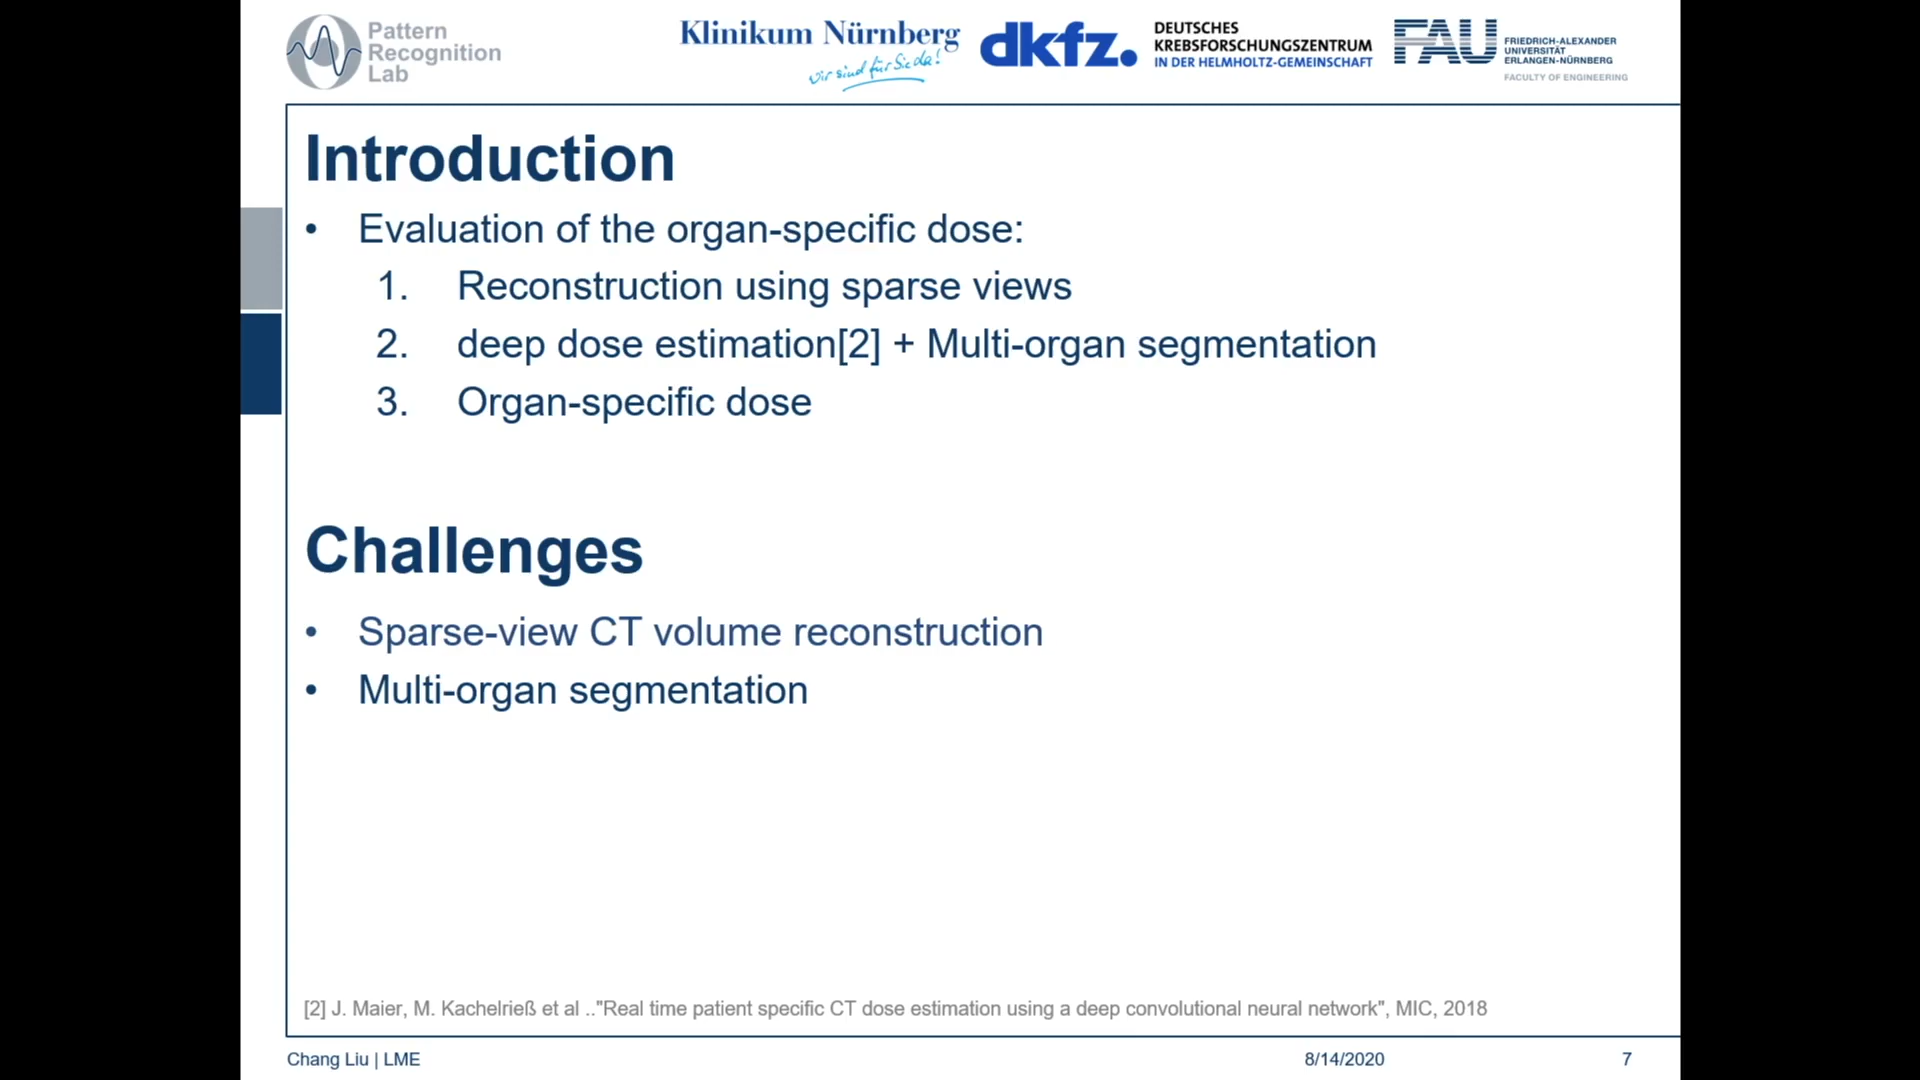 Pattern
Recognition
Lab
Klinikum Nürnberg
wir sind für Sie da!
dkfz.
DEUTSCHES
KREBSFORSCHUNGSZENTRUM
IN DER HELMHOLTZ-GEMEINSCHAFT
FAU
FRIEDRICH-ALEXANDER
UNIVERSITÄT
ERLANGEN-NÜRNBERG
FACULTY OF ENGINEERING
Introduction
• Evaluation of the organ-specific dose:
1. Reconstruction using sparse views
2. deep dose estimation[2] + Multi-organ segmentation
3. Organ-specific dose
Challenges
• Sparse-view CT volume reconstruction
• Multi-organ segmentation
[2] J. Maier, M. Kachelrieß et al .."Real time patient specific CT dose estimation using a deep convolutional neural network", MIC, 2018
Chang Liu | LME
8/14/2020
7